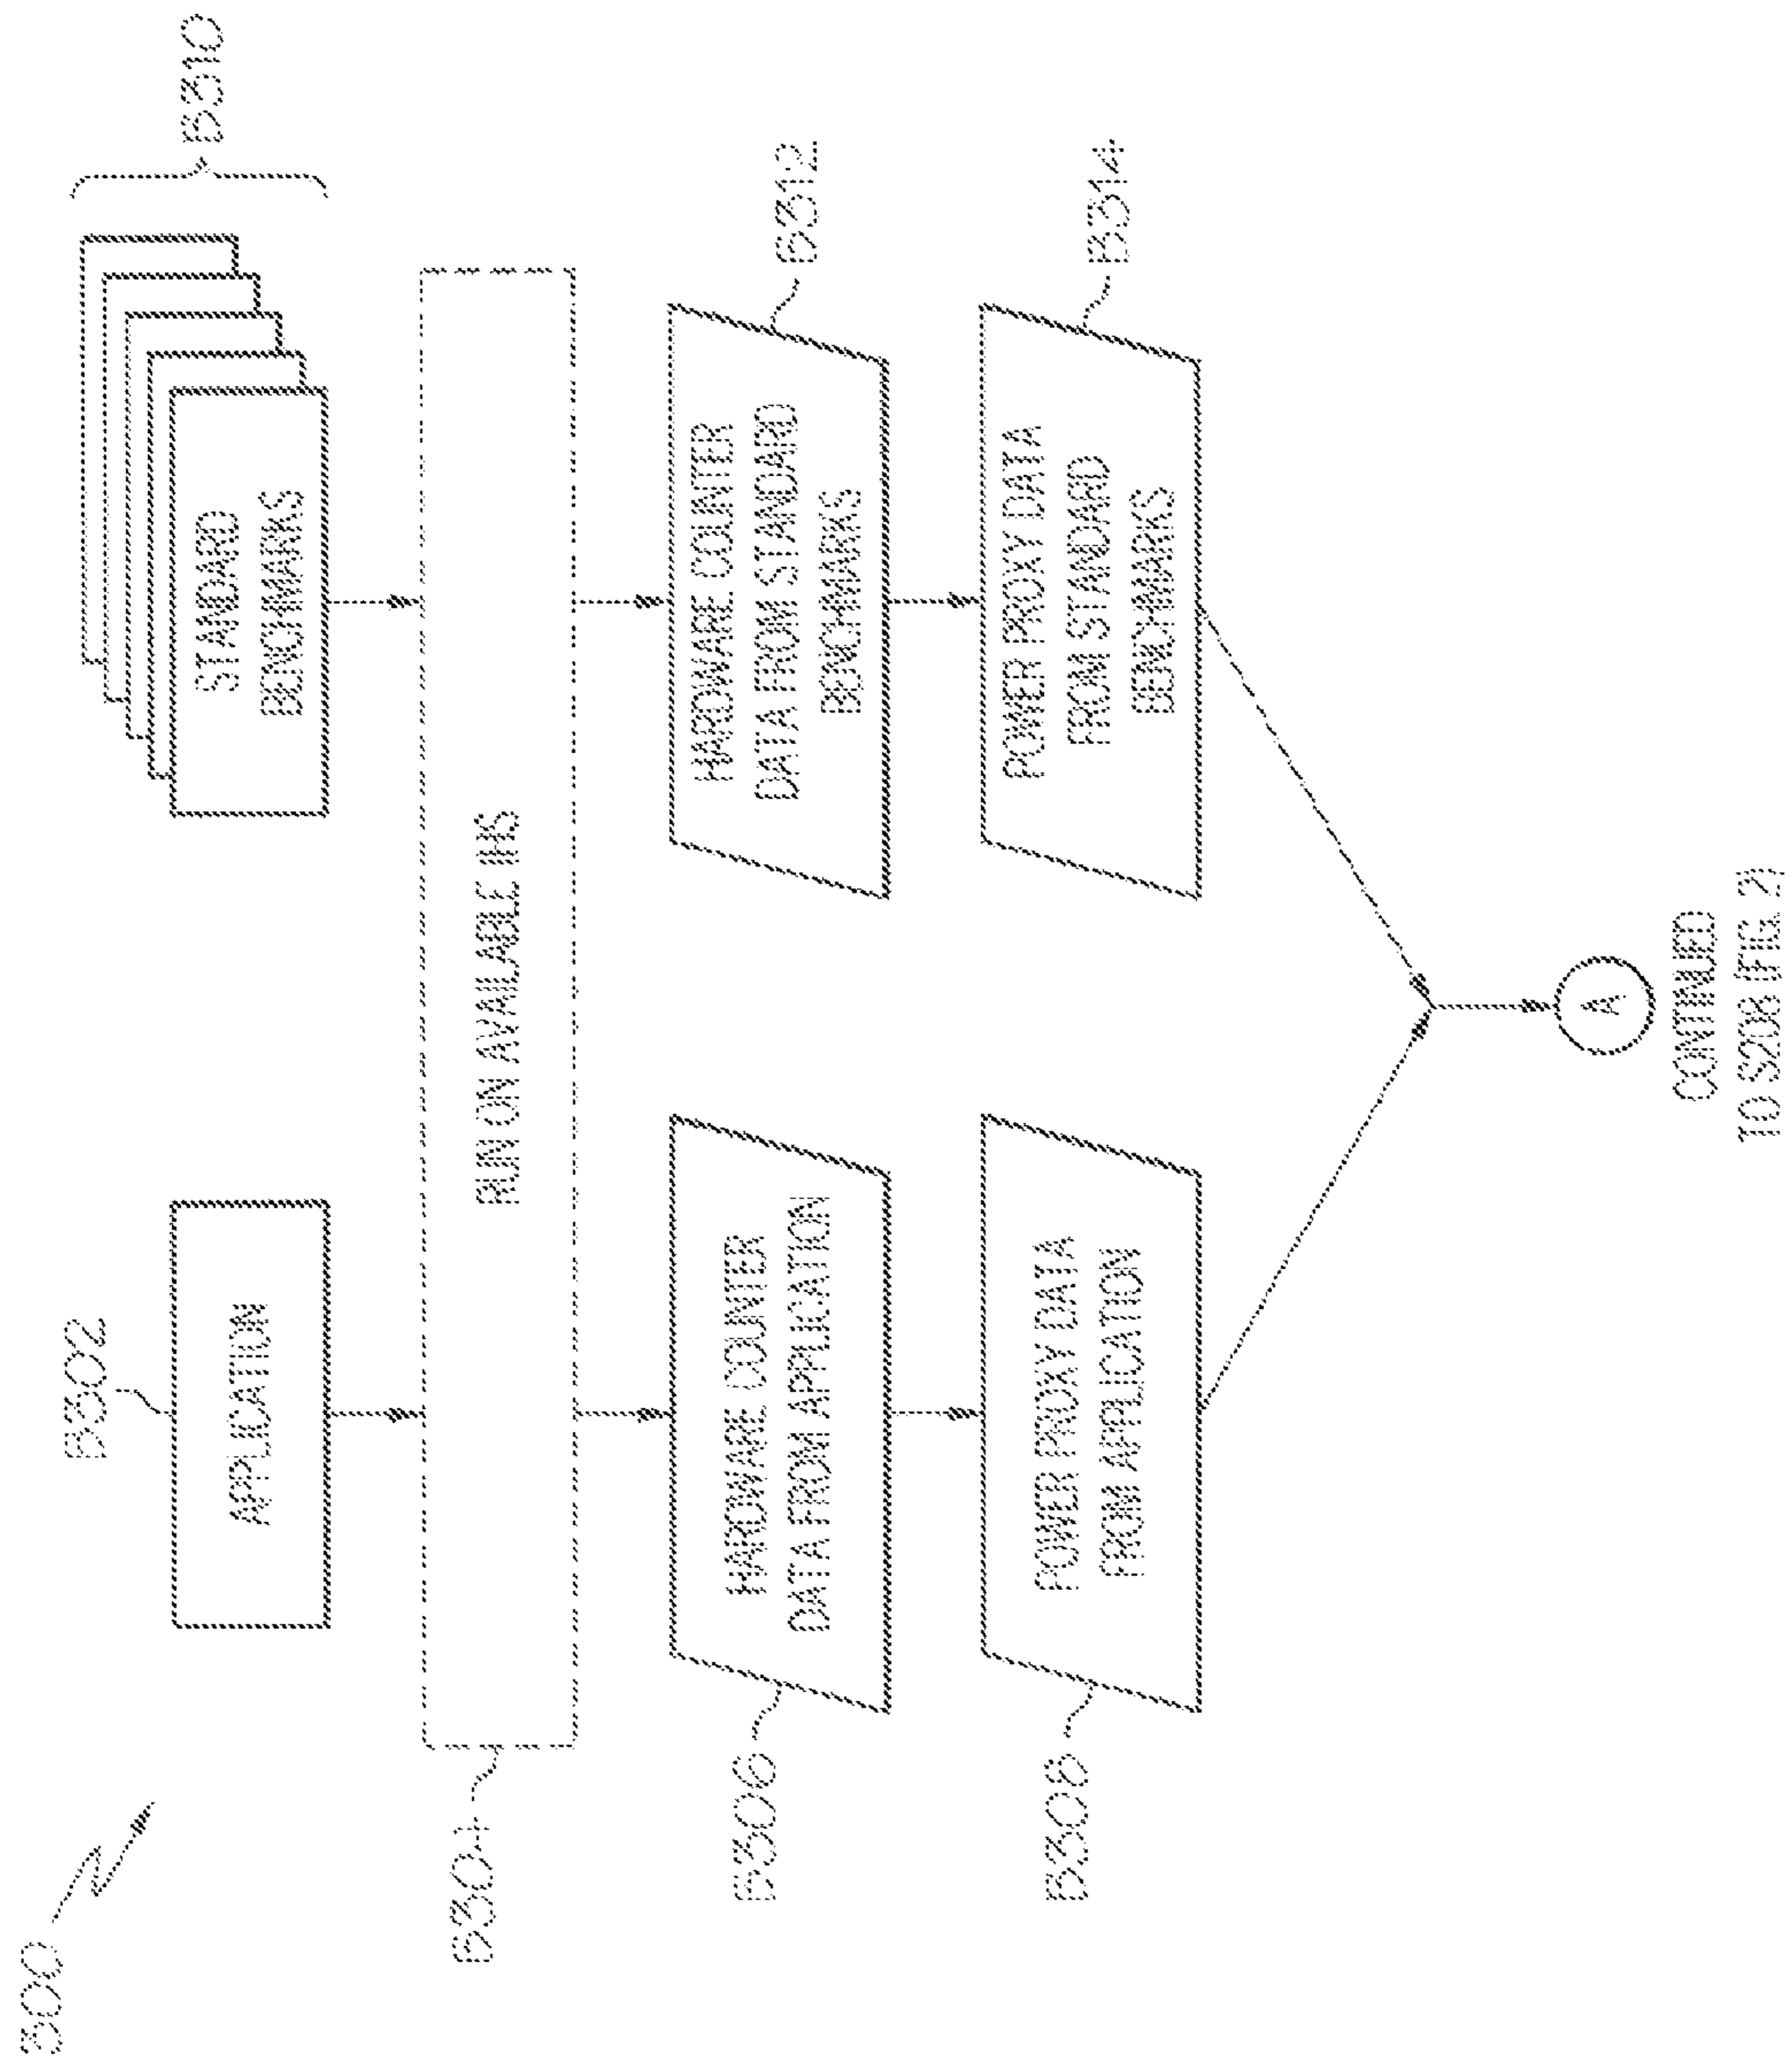 300
B302
APPLICATION
B310
STANDARD
BENCHMARKS
B304
RUN ON AVAILABLE IHS
B306
HARDWARE COUNTER
DATA FROM APPLICATION
B312
HARDWARE COUNTER
DATA FROM STANDARD
BENCHMARKS
B308
POWER PROXY DATA
FROM APPLICATION
B314
POWER PROXY DATA
FROM STANDARD
BENCHMARKS
A
CONTINUED
TO S208 (FIG. 2)